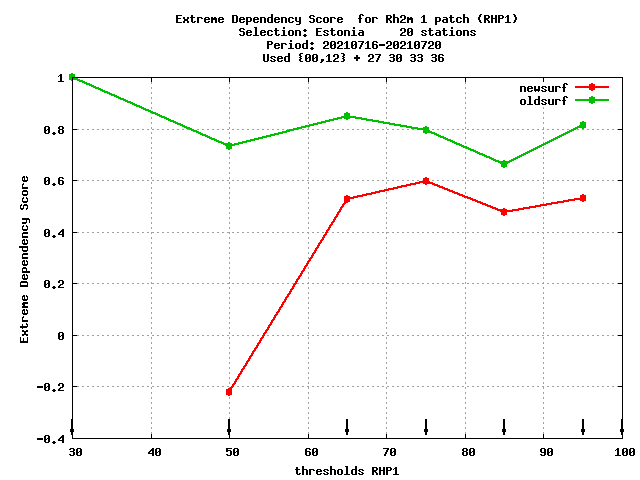 Extreme Dependency Score  for Rh2m 1 patch (RHP1)
Selection: Estonia     20 stations
Period: 20210716-20210720
Used {00,12} + 27 30 33 36
newsurf
oldsurf
1
0.8
0.6
0.4
0.2
0
-0.2
-0.4
Extreme Dependency Score
30 40 50 60 70 80 90 100
thresholds RHP1